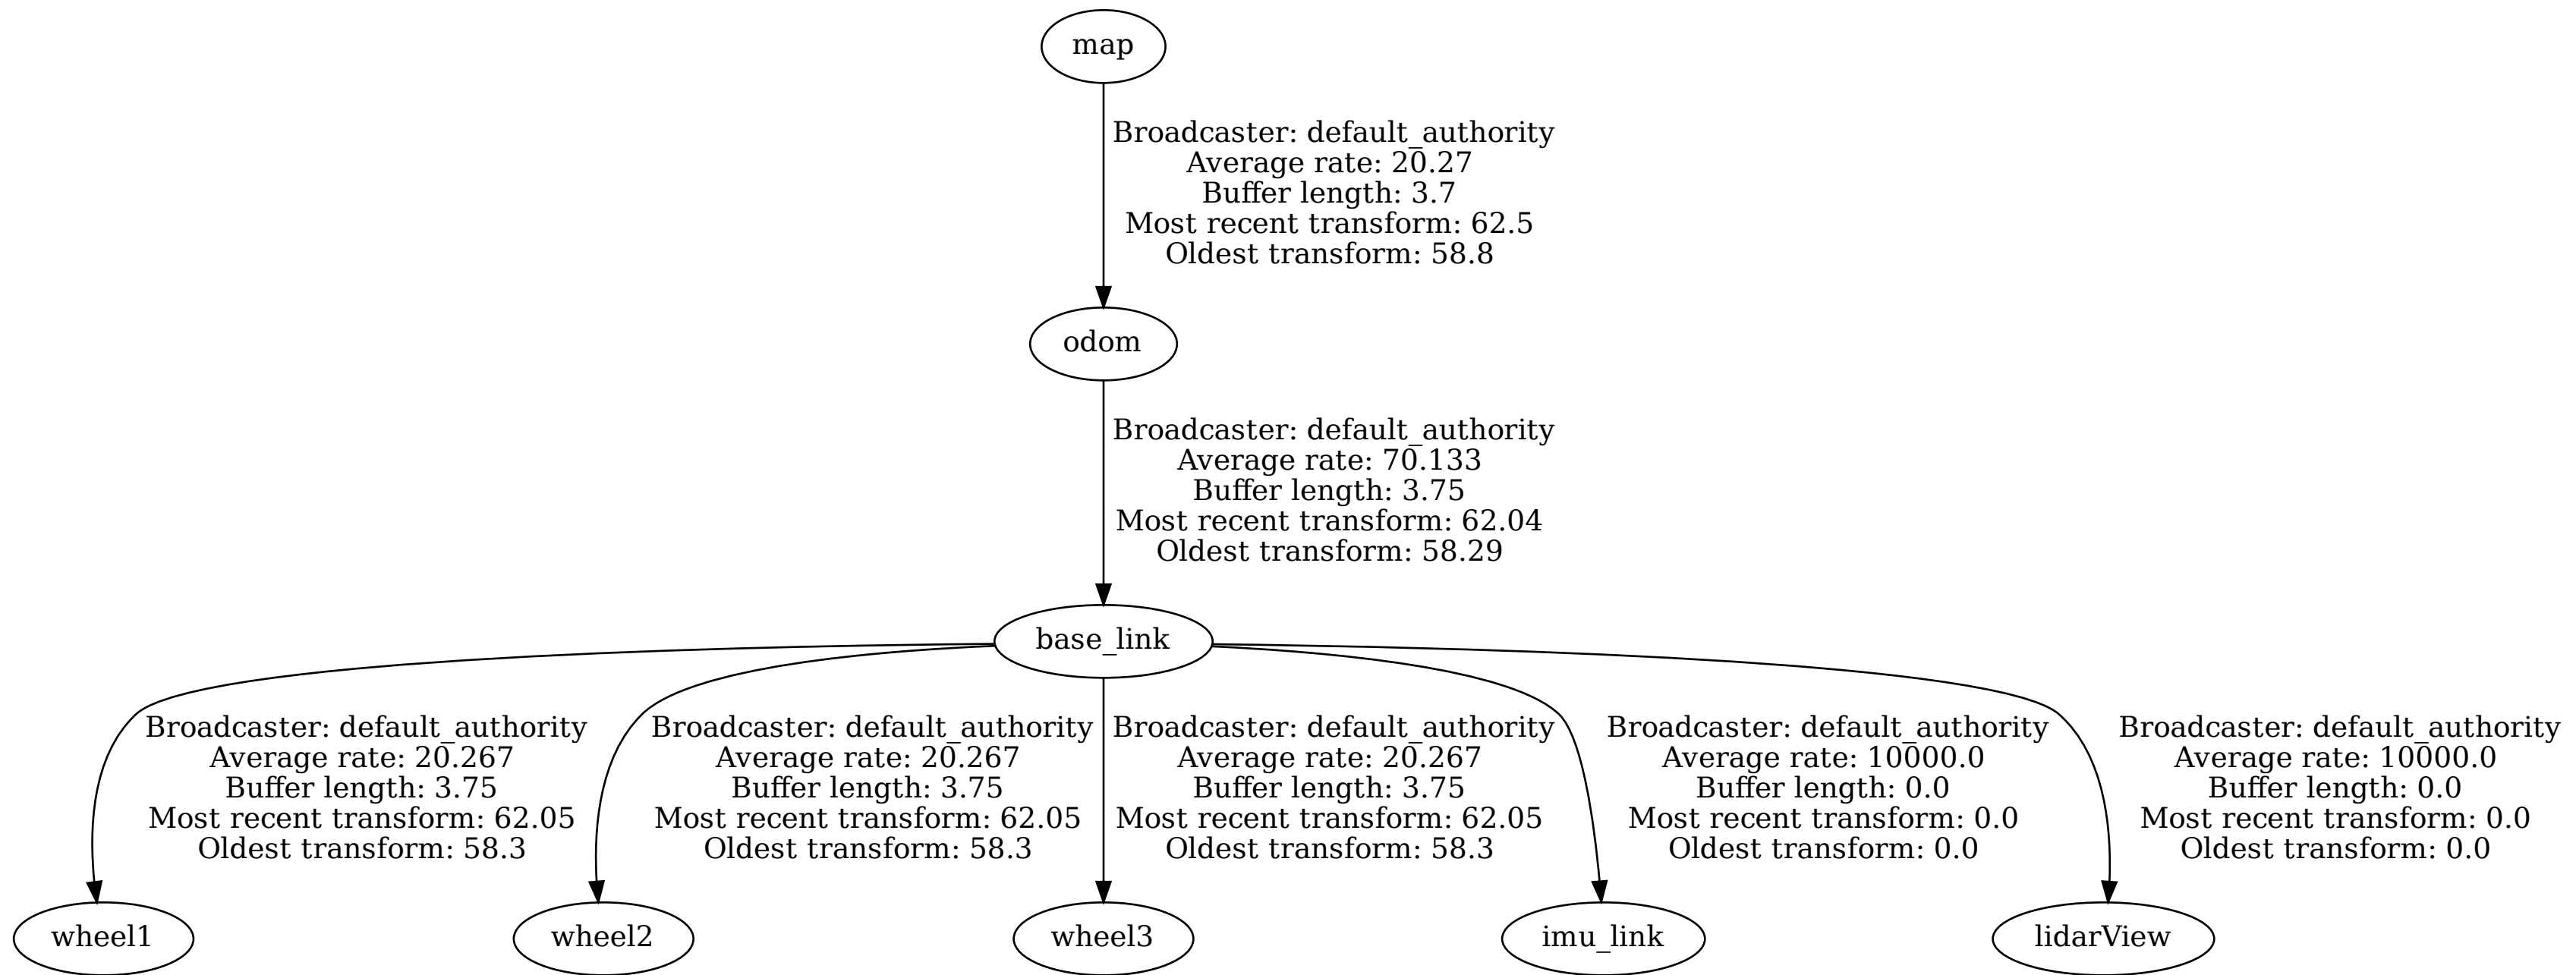 map
Broadcaster: default_authority
Average rate: 20.27
Buffer length: 3.7
Most recent transform: 62.5
Oldest transform: 58.8
odom
Broadcaster: default_authority
Average rate: 70.133
Buffer length: 3.75
Most recent transform: 62.04
Oldest transform: 58.29
base_link
Broadcaster: default_authority
Average rate: 20.267
Buffer length: 3.75
Most recent transform: 62.05
Oldest transform: 58.3
Broadcaster: default_authority
Average rate: 20.267
Buffer length: 3.75
Most recent transform: 62.05
Oldest transform: 58.3
Broadcaster: default_authority
Average rate: 20.267
Buffer length: 3.75
Most recent transform: 62.05
Oldest transform: 58.3
Broadcaster: default_authority
Average rate: 10000.0
Buffer length: 0.0
Most recent transform: 0.0
Oldest transform: 0.0
Broadcaster: default_authority
Average rate: 10000.0
Buffer length: 0.0
Most recent transform: 0.0
Oldest transform: 0.0
wheel1
wheel2
wheel3
imu_link
lidarView